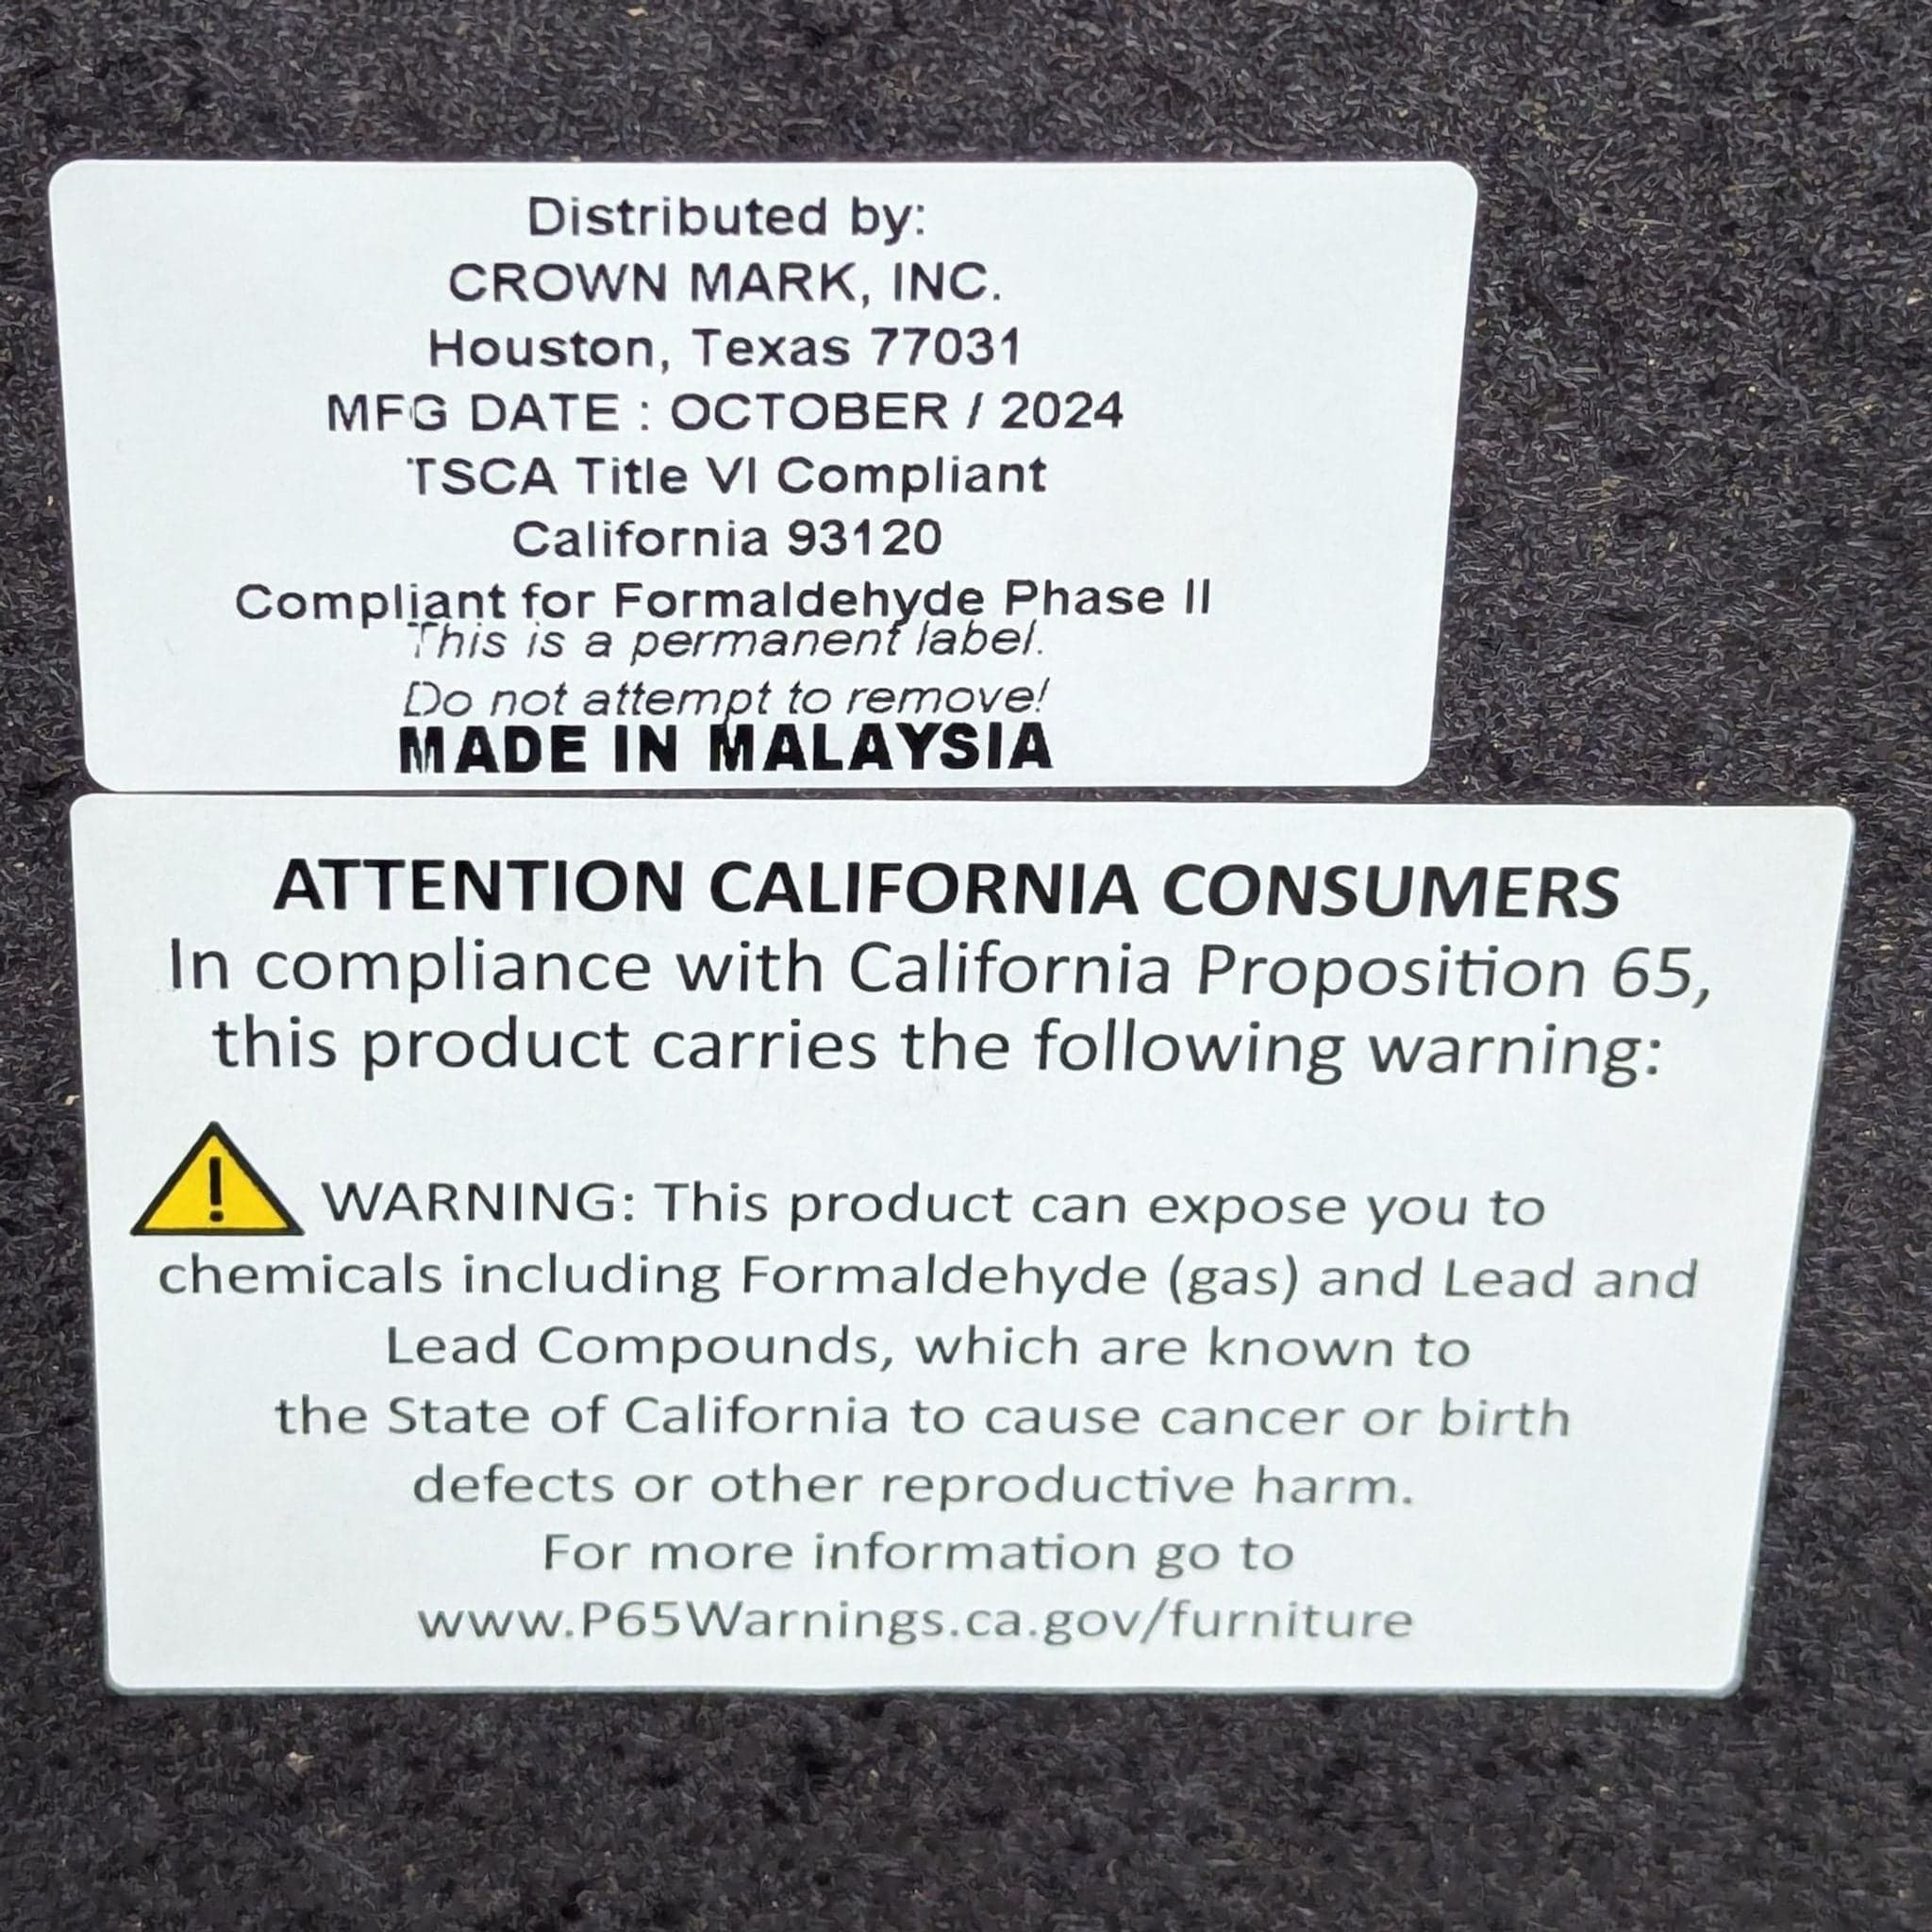 Distributed by:
CROWN MARK, INC.
Houston, Texas 77031
MFG DATE : OCTOBER / 2024
TSCA Title VI Compliant
California 93120
Compliant for Formaldehyde Phase II
This is a permanent label.
Do not attempt to remove!
MADE IN MALAYSIA
ATTENTION CALIFORNIA CONSUMERS
In compliance with California Proposition 65,
this product carries the following warning:
WARNING: This product can expose you to
chemicals including Formaldehyde (gas) and Lead and
Lead Compounds, which are known to
the State of California to cause cancer or birth
defects or other reproductive harm.
For more information go to
www.P65Warnings.ca.gov/furniture